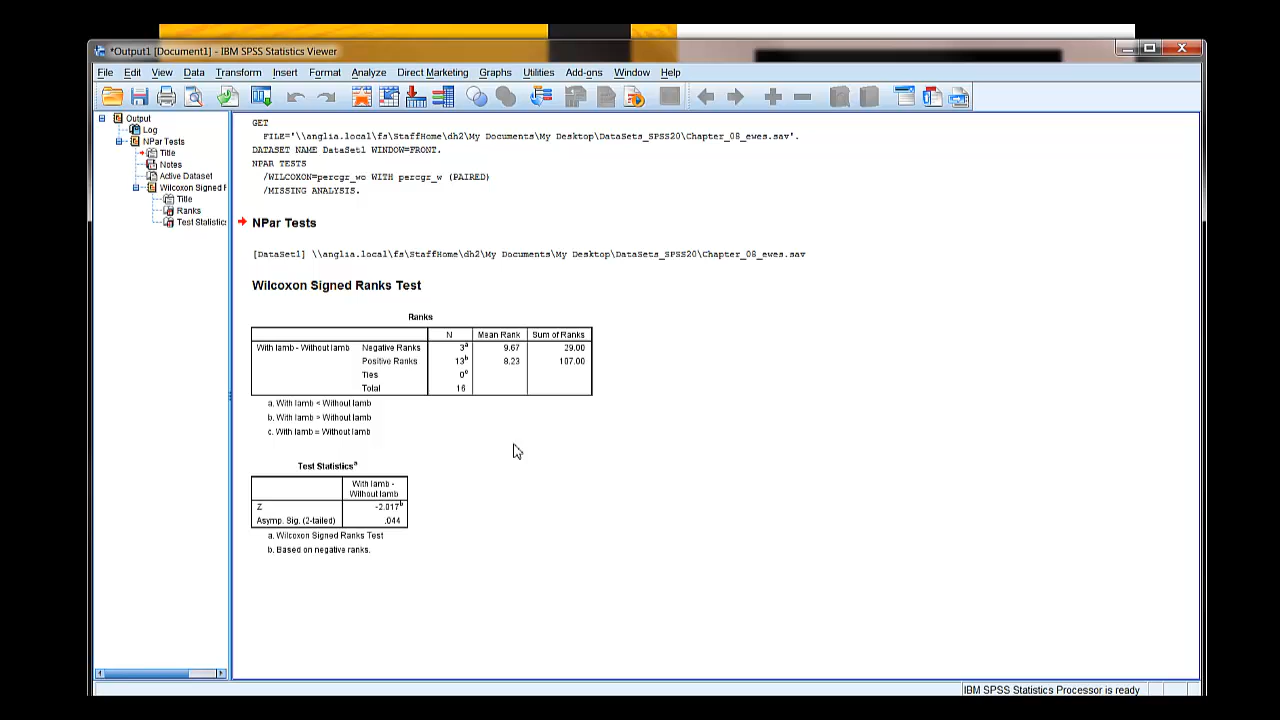 *Output1 [Document1] - IBM SPSS Statistics Viewer
File Edit View Data Transform Insert Format Analyze Direct Marketing Graphs Utilities Add-ons Window Help
Output
Log
NPar Tests
Title
Notes
Active Dataset
Wilcoxon Signed R
Title
Ranks
Test Statistics
GET
FILE='\\anglia.local\fs\StaffHome\dh2\My Documents\My Desktop\DataSets_SPSS20\Chapter_08_ewes.sav'.
DATASET NAME DataSet1 WINDOW=FRONT.
NPAR TESTS
/WILCOXON=percgr_wo WITH percgr_w (PAIRED)
/MISSING ANALYSIS.
NPar Tests
[DataSet1] \\anglia.local\fs\StaffHome\dh2\My Documents\My Desktop\DataSets_SPSS20\Chapter_08_ewes.sav
Wilcoxon Signed Ranks Test
Ranks
N Mean Rank Sum of Ranks
With lamb - Without lamb Negative Ranks 3a 9.67 29.00
Positive Ranks 13b 8.23 107.00
Ties 0c
Total 16
a. With lamb < Without lamb
b. With lamb > Without lamb
c. With lamb = Without lamb
Test Statisticsa
With lamb -
Without lamb
Z -2.017b
Asymp. Sig. (2-tailed) .044
a. Wilcoxon Signed Ranks Test
b. Based on negative ranks.
IBM SPSS Statistics Processor is ready